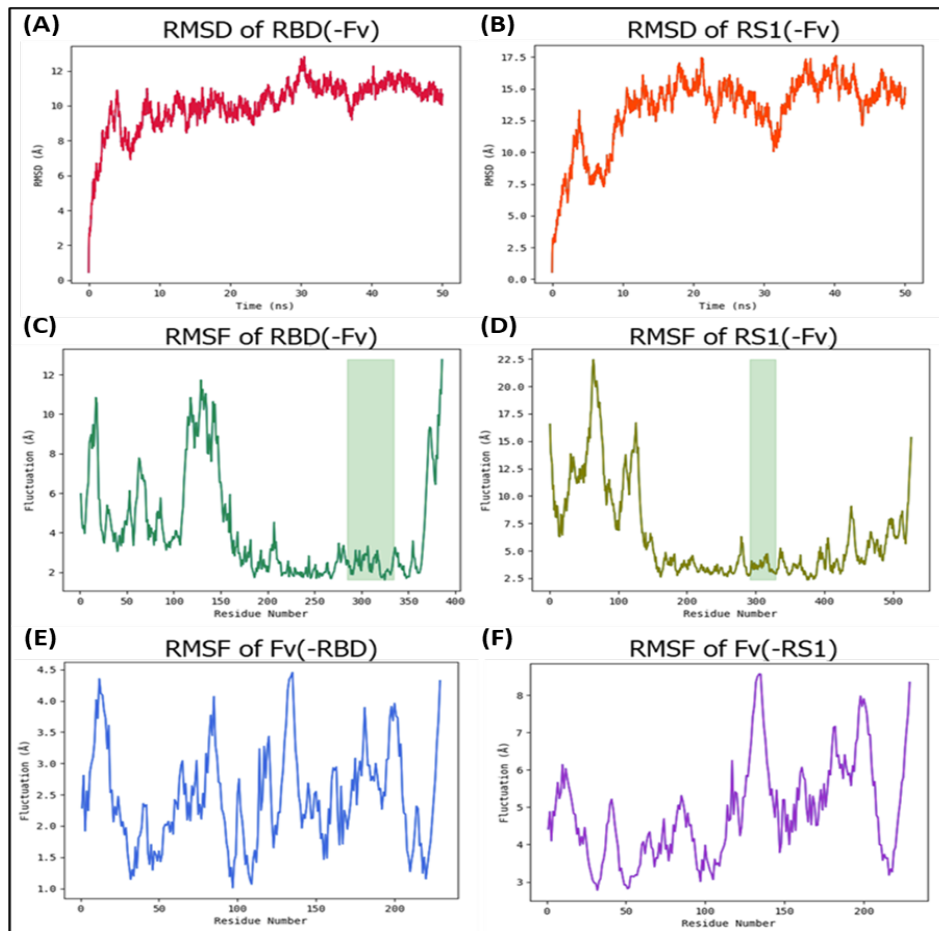 (A)
RMSD of RBD(-Fv)
RMSD (Å)
12
10
8
6
4
2
0
0 10 20 30 40 50
Time (ns)
(B)
RMSD of RS1(-Fv)
RMSD (Å)
17.5
15.0
12.5
10.0
7.5
5.0
2.5
0.0
0 10 20 30 40 50
Time (ns)
(C)
RMSF of RBD(-Fv)
Fluctuation (Å)
12
10
8
6
4
2
0 50 100 150 200 250 300 350 400
Residue Number
(D)
RMSF of RS1(-Fv)
Fluctuation (Å)
22.5
20.0
17.5
15.0
12.5
10.0
7.5
5.0
2.5
0 100 200 300 400 500
Residue Number
(E)
RMSF of Fv(-RBD)
Fluctuation (Å)
4.5
4.0
3.5
3.0
2.5
2.0
1.5
1.0
0 50 100 150 200
Residue Number
(F)
RMSF of Fv(-RS1)
Fluctuation (Å)
8
7
6
5
4
3
0 50 100 150 200
Residue Number